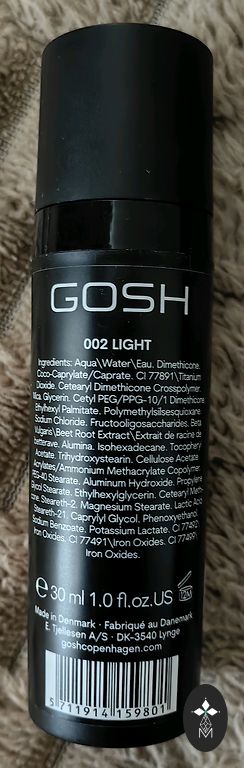 GOSH
002 LIGHT
Ingredients: Aqua\Water\Eau. Dimethicone.
Coco-Caprylate/Caprate. CI 77891\Titanium
Dioxide. Cetearyl Dimethicone Crosspolymer.
Mica. Glycerin. Cetyl PEG/PPG-10/1 Dimethicone.
Ethylhexyl Palmitate. Polymethylsilsesquioxane.
Sodium Chloride. Fructooligosaccharides. Beta
Vulgaris\Beet Root Extract\Extrait de racine de
betterave. Alumina. Isohexadecane. Tocopheryl
Acetate. Trihydroxystearin. Cellulose Acetate
Acrylates/Ammonium Methacrylate Copolymer.
PEG-40 Stearate. Aluminum Hydroxide. Propylene
Glycol Stearate. Ethylhexylglycerin. Cetearyl
Steareth-2. Magnesium Stearate. Lactic Acid.
Steareth-21. Caprylyl Glycol. Phenoxyethanol.
Sodium Benzoate. Potassium Lactate. CI 77492\
Iron Oxides. CI 77491\Iron Oxides. CI 77499\
Iron Oxides.
e 30 ml 1.0 fl.oz.US 12M
Made in Denmark · Fabriqué au Danemark
E. Tjellesen A/S · DK-3540 Lynge
goshcopenhagen.com
5 711914 159801